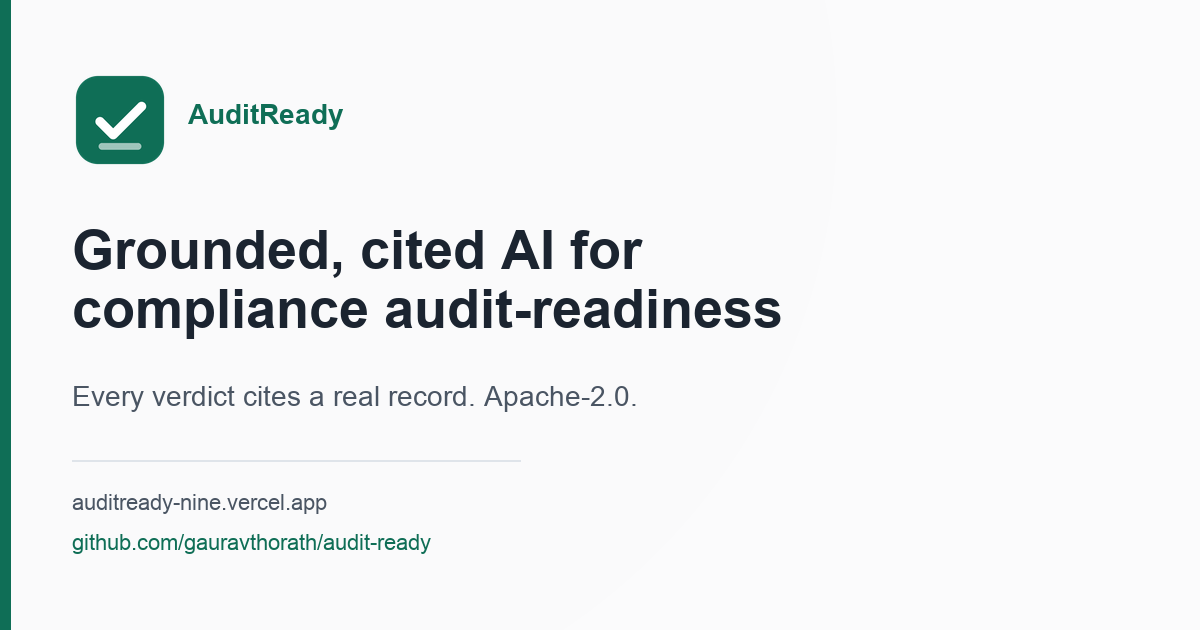 AuditReady
Grounded, cited AI for
compliance audit-readiness
Every verdict cites a real record. Apache-2.0.
auditready-nine.vercel.app
github.com/gauravthorath/audit-ready